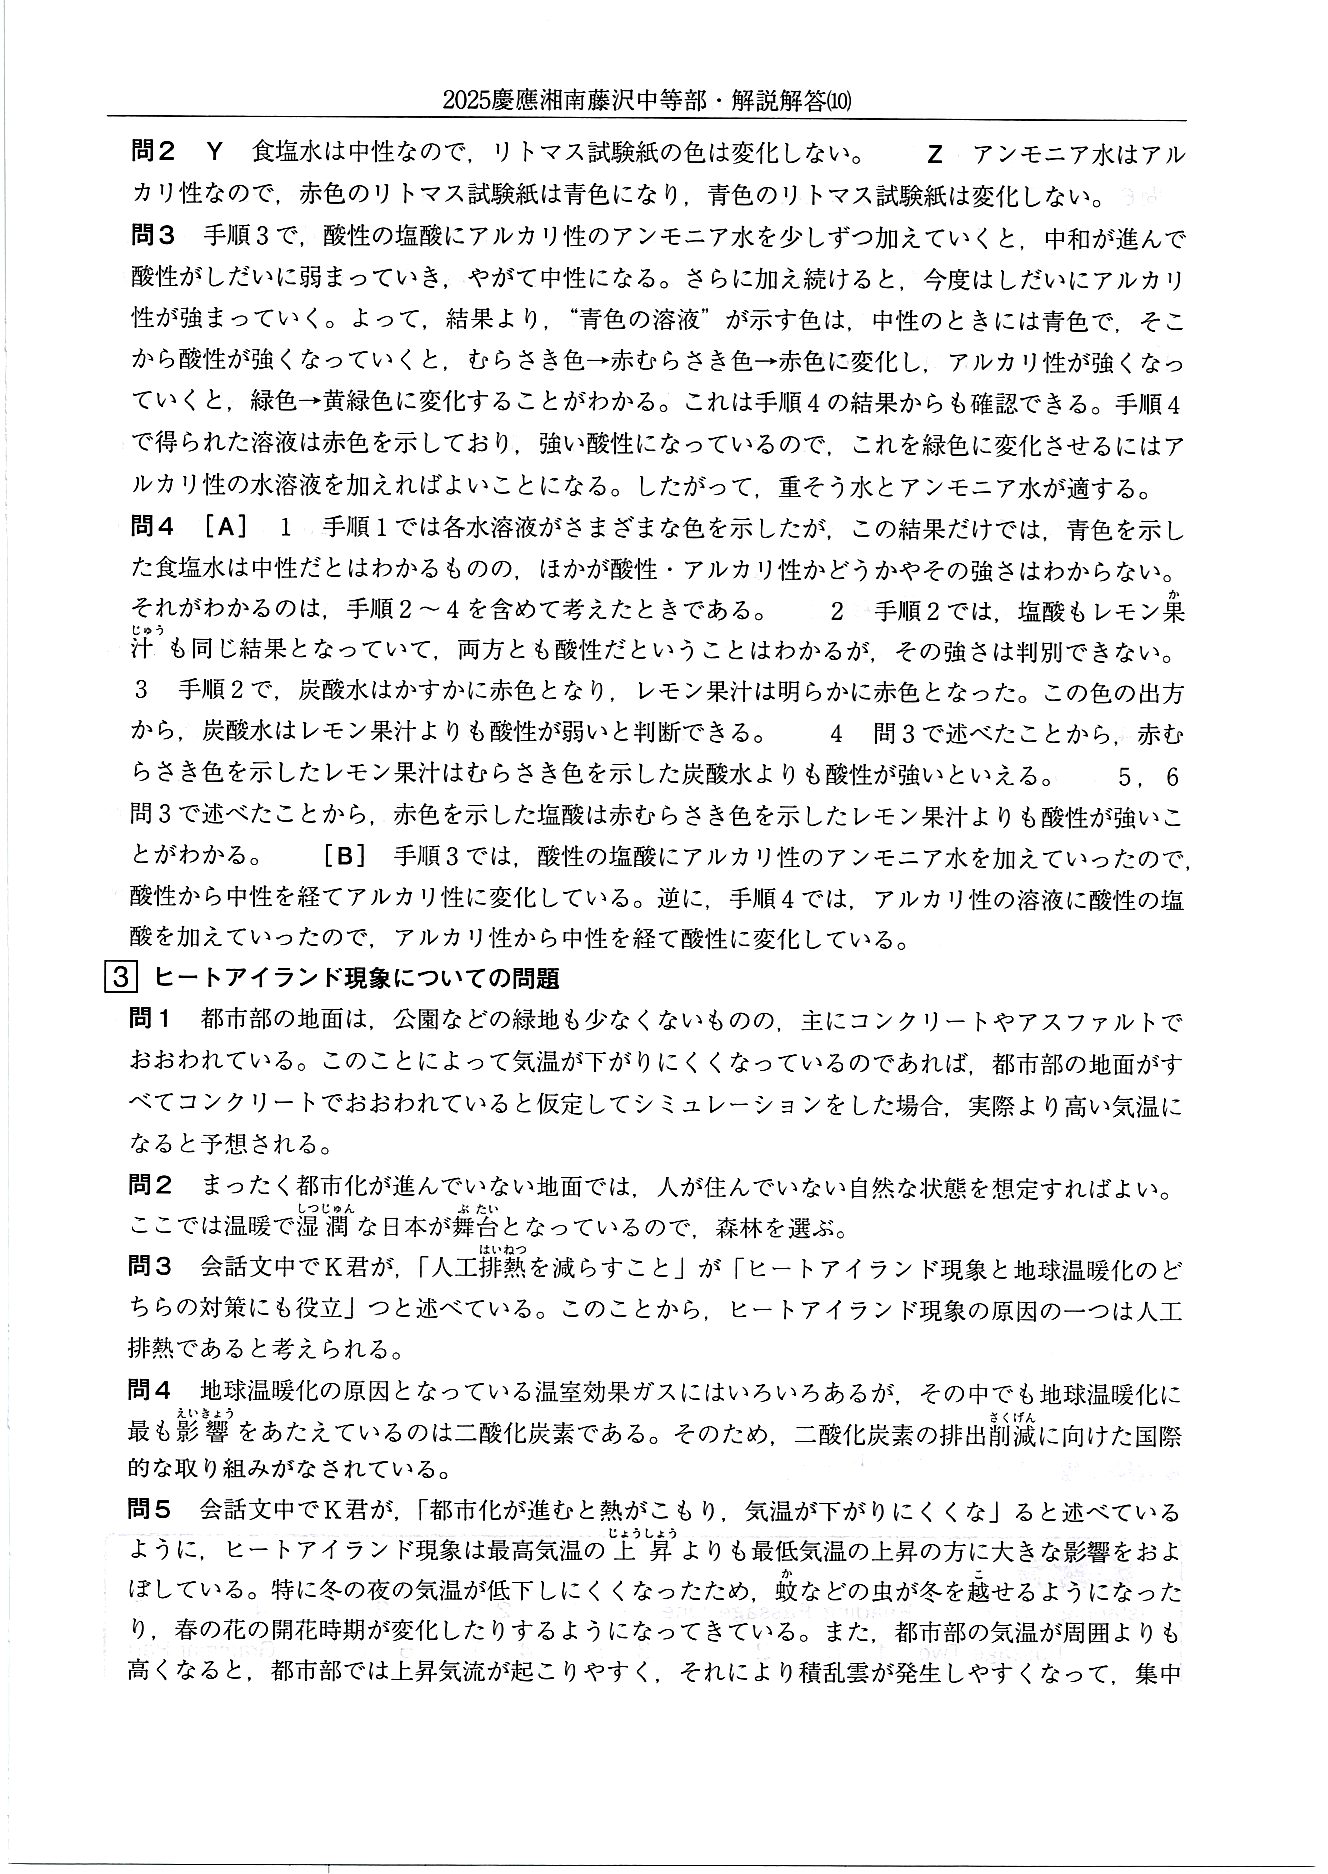 2025慶應湘南藤沢中等部・解説解答⑽
問2　Y　食塩水は中性なので，リトマス試験紙の色は変化しない。　Z　アンモニア水はアル
カリ性なので，赤色のリトマス試験紙は青色になり，青色のリトマス試験紙は変化しない。
問3　手順3で，酸性の塩酸にアルカリ性のアンモニア水を少しずつ加えていくと，中和が進んで
酸性がしだいに弱まっていき，やがて中性になる。さらに加え続けると，今度はしだいにアルカリ
性が強まっていく。よって，結果より，“青色の溶液”が示す色は，中性のときには青色で，そこ
から酸性が強くなっていくと，むらさき色→赤むらさき色→赤色に変化し，アルカリ性が強くなっ
ていくと，緑色→黄緑色に変化することがわかる。これは手順4の結果からも確認できる。手順4
で得られた溶液は赤色を示しており，強い酸性になっているので，これを緑色に変化させるにはア
ルカリ性の水溶液を加えればよいことになる。したがって，重そう水とアンモニア水が適する。
問4　［A］　1　手順1では各水溶液がさまざまな色を示したが，この結果だけでは，青色を示し
た食塩水は中性だとはわかるものの，ほかが酸性・アルカリ性かどうかやその強さはわからない。
それがわかるのは，手順2～4を含めて考えたときである。　2　手順2では，塩酸もレモン果
か
汁も同じ結果となっていて，両方とも酸性だということはわかるが，その強さは判別できない。
じゅう
3　手順2で，炭酸水はかすかに赤色となり，レモン果汁は明らかに赤色となった。この色の出方
から，炭酸水はレモン果汁よりも酸性が弱いと判断できる。　4　問3で述べたことから，赤む
らさき色を示したレモン果汁はむらさき色を示した炭酸水よりも酸性が強いといえる。　5，6
問3で述べたことから，赤色を示した塩酸は赤むらさき色を示したレモン果汁よりも酸性が強いこ
とがわかる。　［B］　手順3では，酸性の塩酸にアルカリ性のアンモニア水を加えていったので，
酸性から中性を経てアルカリ性に変化している。逆に，手順4では，アルカリ性の溶液に酸性の塩
酸を加えていったので，アルカリ性から中性を経て酸性に変化している。
3　ヒートアイランド現象についての問題
問1　都市部の地面は，公園などの緑地も少なくないものの，主にコンクリートやアスファルトで
おおわれている。このことによって気温が下がりにくくなっているのであれば，都市部の地面がす
べてコンクリートでおおわれていると仮定してシミュレーションをした場合，実際より高い気温に
なると予想される。
問2　まったく都市化が進んでいない地面では，人が住んでいない自然な状態を想定すればよい。
しつじゅん　ぶたい
ここでは温暖で湿潤な日本が舞台となっているので，森林を選ぶ。
はいねつ
問3　会話文中でK君が，「人工排熱を減らすこと」が「ヒートアイランド現象と地球温暖化のど
ちらの対策にも役立」つと述べている。このことから，ヒートアイランド現象の原因の一つは人工
排熱であると考えられる。
問4　地球温暖化の原因となっている温室効果ガスにはいろいろあるが，その中でも地球温暖化に
えいきょう　さくげん
最も影響をあたえているのは二酸化炭素である。そのため，二酸化炭素の排出削減に向けた国際
的な取り組みがなされている。
問5　会話文中でK君が，「都市化が進むと熱がこもり，気温が下がりにくくな」ると述べている
じょうしょう
ように，ヒートアイランド現象は最高気温の上昇よりも最低気温の上昇の方に大きな影響をおよ
か　こ
ぼしている。特に冬の夜の気温が低下しにくくなったため，蚊などの虫が冬を越せるようになった
り，春の花の開花時期が変化したりするようになってきている。また，都市部の気温が周囲よりも
高くなると，都市部では上昇気流が起こりやすく，それにより積乱雲が発生しやすくなって，集中